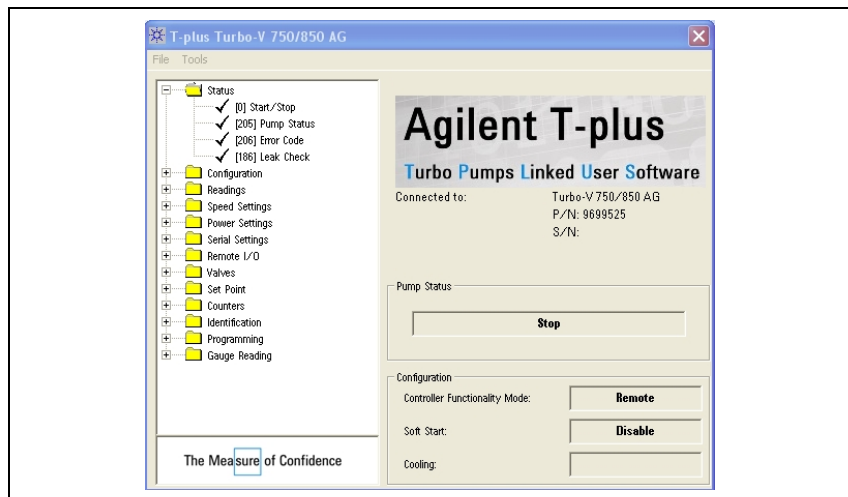 T-plus Turbo-V 750/850 AG
File Tools
Status
[0] Start/Stop
[205] Pump Status
[206] Error Code
[186] Leak Check
Configuration
Readings
Speed Settings
Power Settings
Serial Settings
Remote I/O
Valves
Set Point
Counters
Identification
Programming
Gauge Reading
The Measure of Confidence
Agilent T-plus
Turbo Pumps Linked User Software
Connected to: Turbo-V 750/850 AG
P/N: 9699525
S/N:
Pump Status
Stop
Configuration
Controller Functionality Mode: Remote
Soft Start: Disable
Cooling: